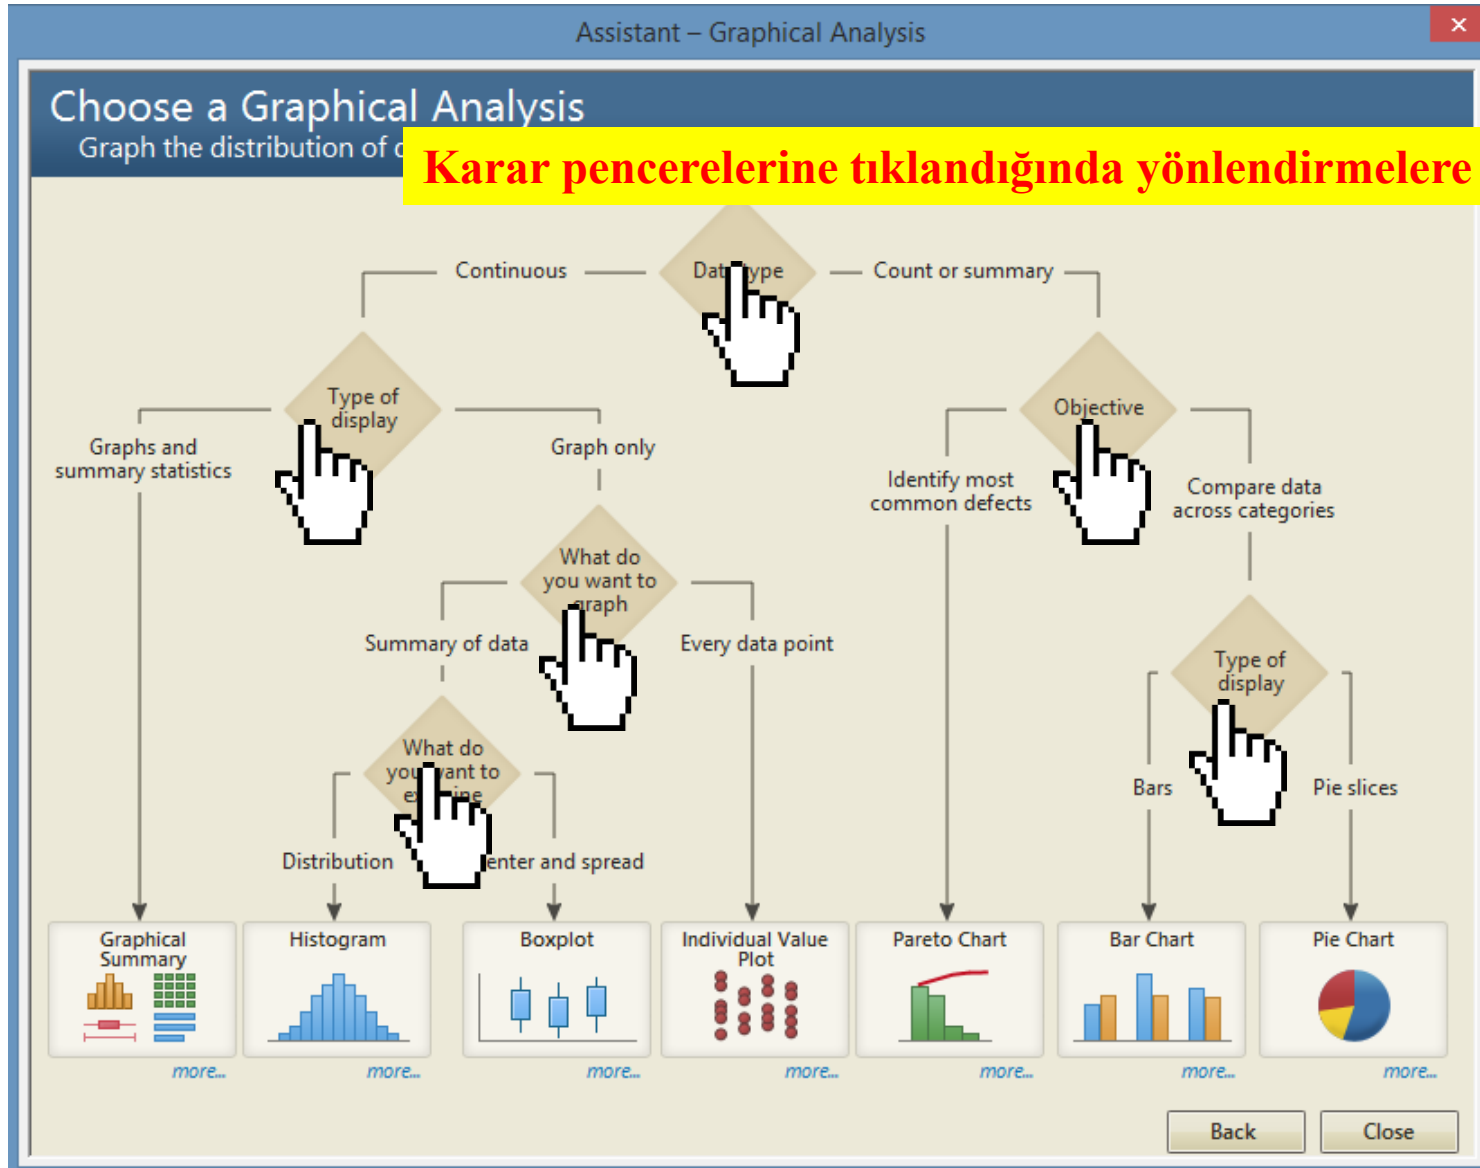 Assistant – Graphical Analysis
Choose a Graphical Analysis
Graph the distribution of
Karar pencerelerine tıklandığında yönlendirmelere
Continuous
Count or summary
Type of
display
Objective
Graphs and
summary statistics
Graph only
Identify most
common defects
Compare data
across categories
What do
you want to
graph
Summary of data
Every data point
Type of
display
What do
you want to
Bars
Pie slices
Distribution
enter and spread
Graphical
Summary
Histogram
Boxplot
Individual Value
Plot
Pareto Chart
Bar Chart
Pie Chart
more...
more...
more...
more...
more...
more...
more...
Back
Close